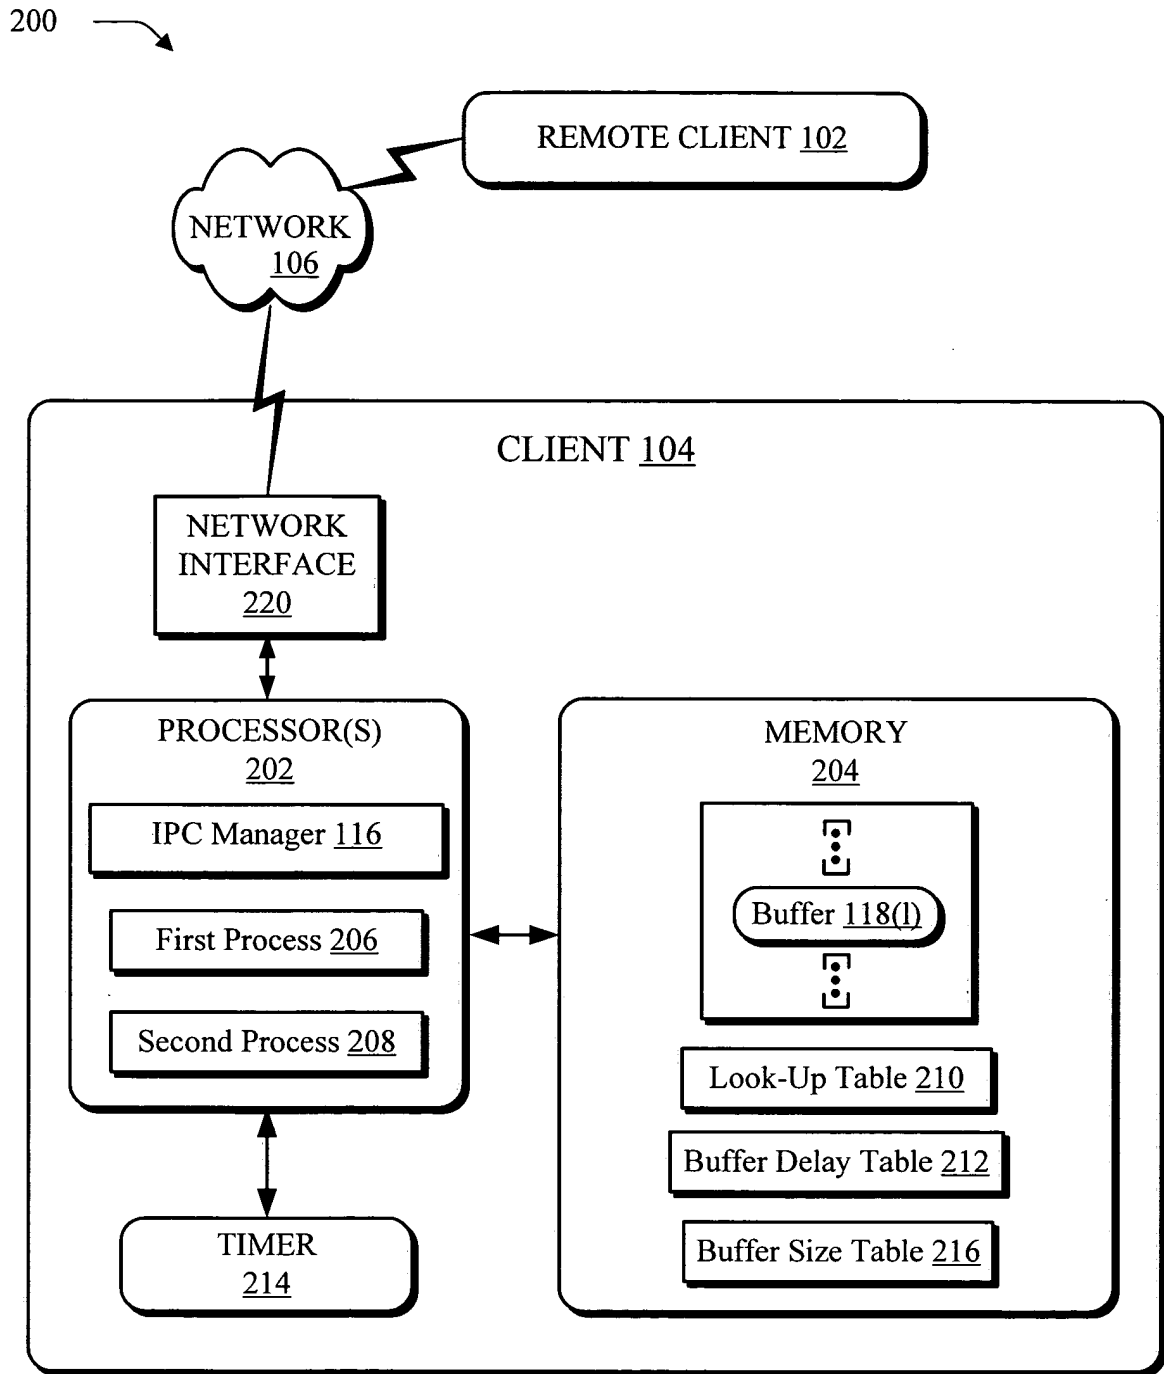 200
REMOTE CLIENT 102
NETWORK
106
CLIENT 104
NETWORK
INTERFACE
220
PROCESSOR(S)
202
IPC Manager 116
First Process 206
Second Process 208
TIMER
214
MEMORY
204
Buffer 118(l)
Look-Up Table 210
Buffer Delay Table 212
Buffer Size Table 216